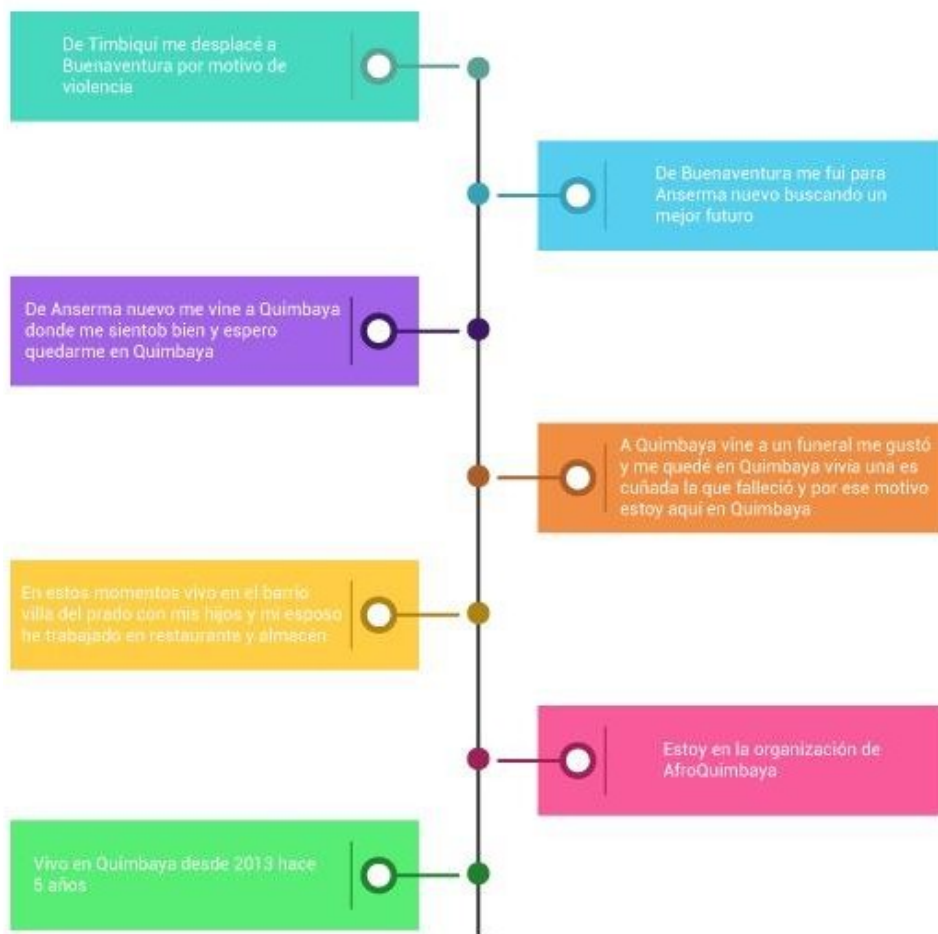 De Timbiquí me desplacé a
Buenaventura por motivo de
violencia
De Buenaventura me fui para
Anserma nuevo buscando un
mejor futuro
De Anserma nuevo me vine a Quimbaya
donde me sientob bien y espero
quedarme en Quimbaya
A Quimbaya vine a un funeral me gustó
y me quedé en Quimbaya vivía una es
cuñada la que falleció y por ese motivo
estoy aquí en Quimbaya
En estos momentos vivo en el barrio
villa del prado con mis hijos y mi esposo
he trabajado en restaurante y almacén
Estoy en la organización de
AfroQuimbaya
Vivo en Quimbaya desde 2013 hace
5 años